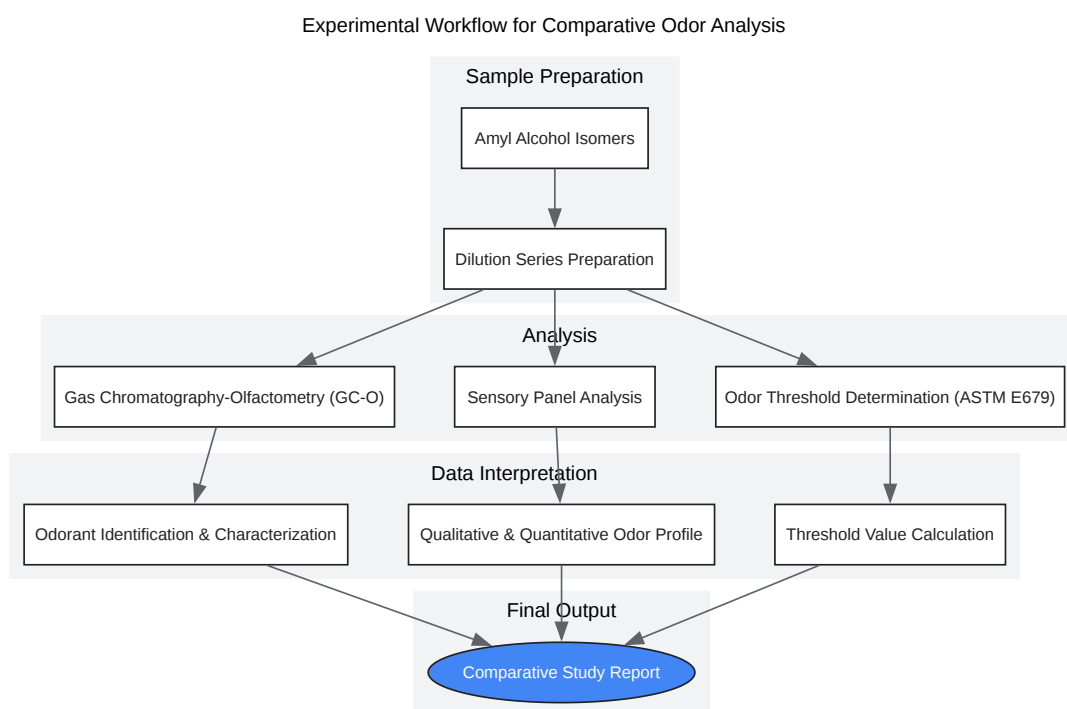 Experimental Workflow for Comparative Odor Analysis
Sample Preparation
Amyl Alcohol Isomers
Dilution Series Preparation
Analysis
Gas Chromatography-Olfactometry (GC-O)
Sensory Panel Analysis
Odor Threshold Determination (ASTM E679)
Data Interpretation
Odorant Identification & Characterization
Qualitative & Quantitative Odor Profile
Threshold Value Calculation
Final Output
Comparative Study Report